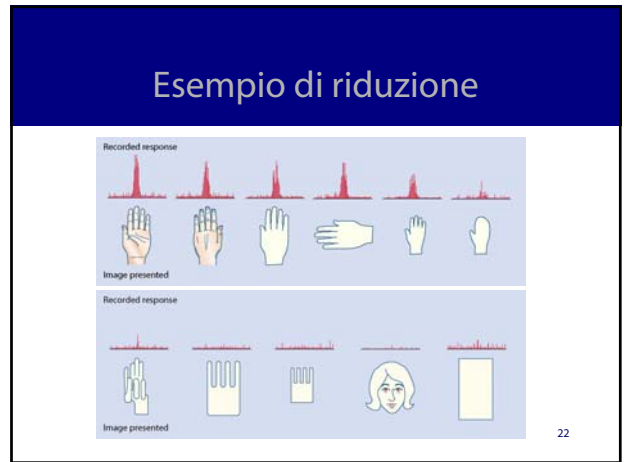 Esempio di riduzione
Recorded response
Image presented
Recorded response
Image presented
22